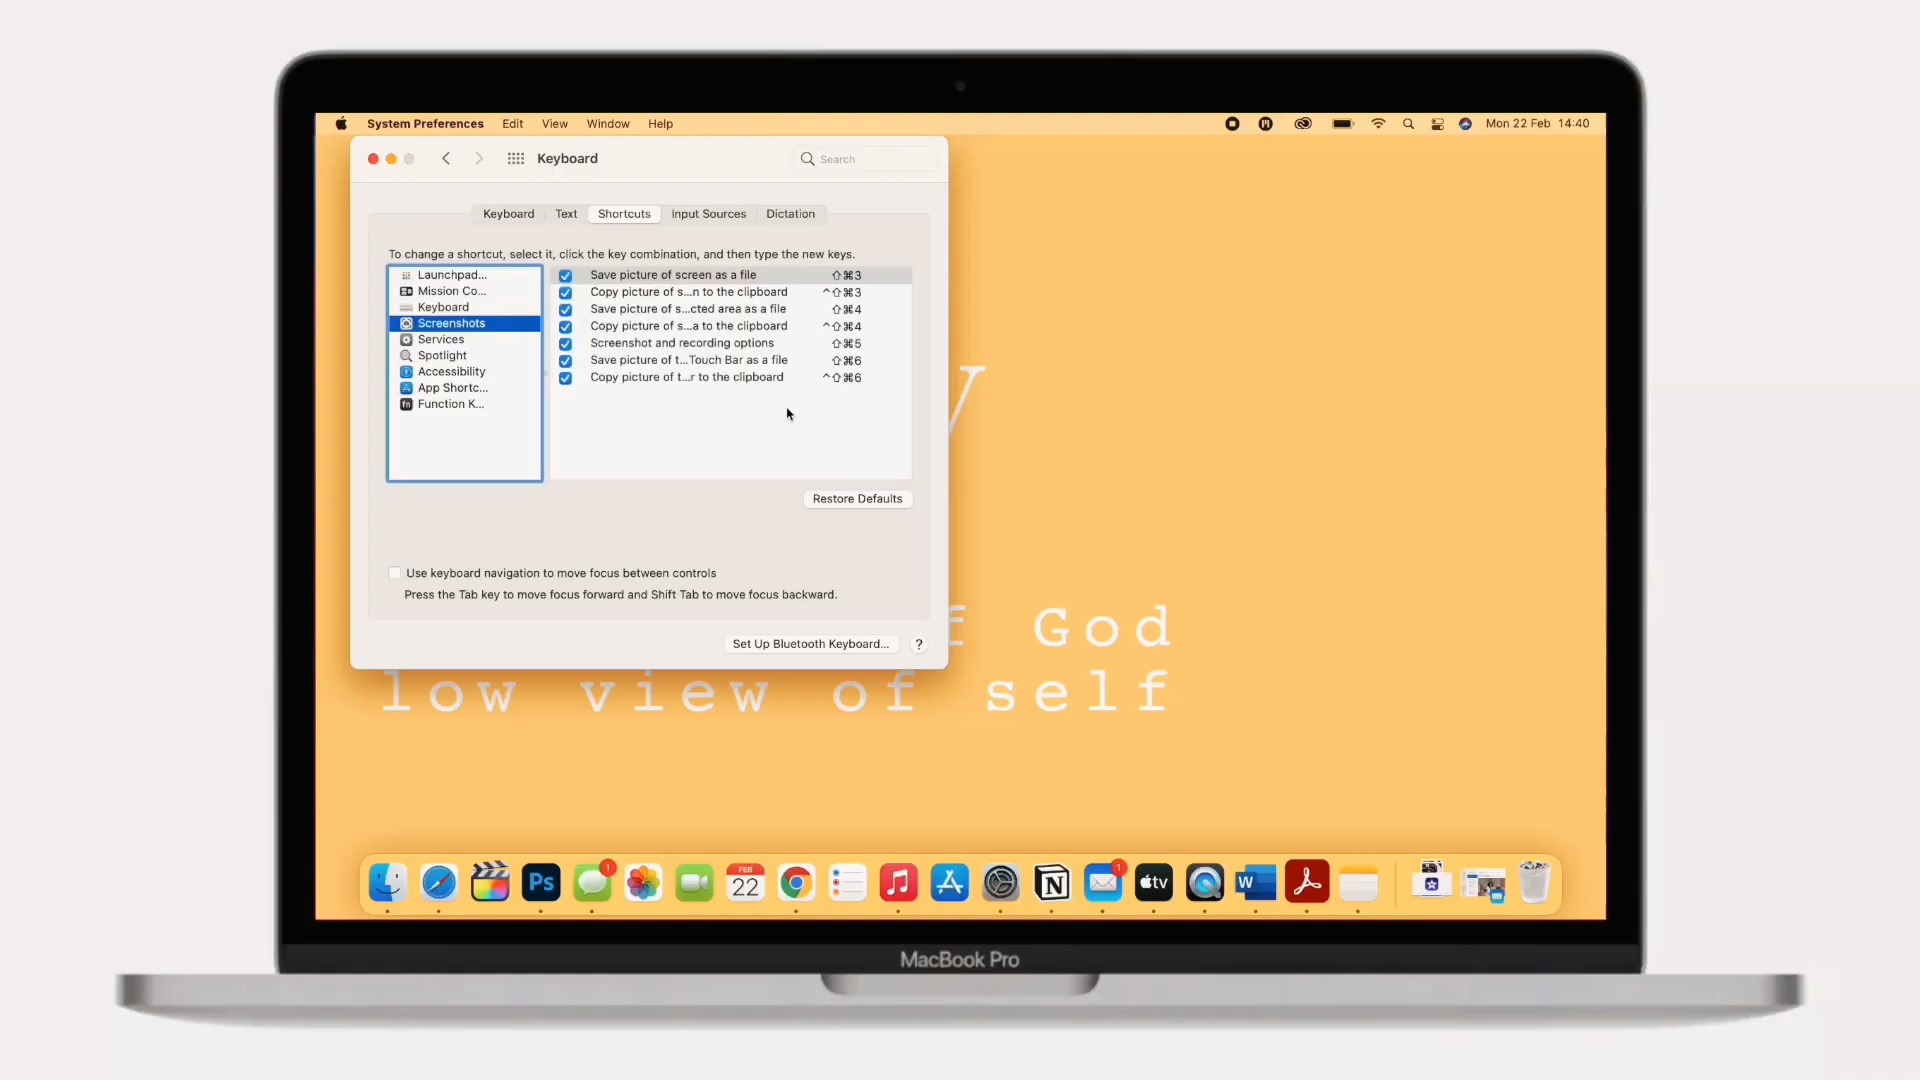 System Preferences Edit View Window Help Mon 22 Feb 14:40
Keyboard Search
Keyboard Text Shortcuts Input Sources Dictation
To change a shortcut, select it, click the key combination, and then type the new keys.
Launchpad...
Mission Co...
Keyboard
Screenshots
Services
Spotlight
Accessibility
App Shortc...
fn Function K...
Save picture of screen as a file ⇧⌘3
Copy picture of s...n to the clipboard ^⇧⌘3
Save picture of s...cted area as a file ⇧⌘4
Copy picture of s...a to the clipboard ^⇧⌘4
Screenshot and recording options ⇧⌘5
Save picture of t...Touch Bar as a file ⇧⌘6
Copy picture of t...r to the clipboard ^⇧⌘6
Restore Defaults
Use keyboard navigation to move focus between controls
Press the Tab key to move focus forward and Shift Tab to move focus backward.
Set Up Bluetooth Keyboard... ?
y
f God
low view of self
Ps 1 FEB 22 N 1 tv W
MacBook Pro